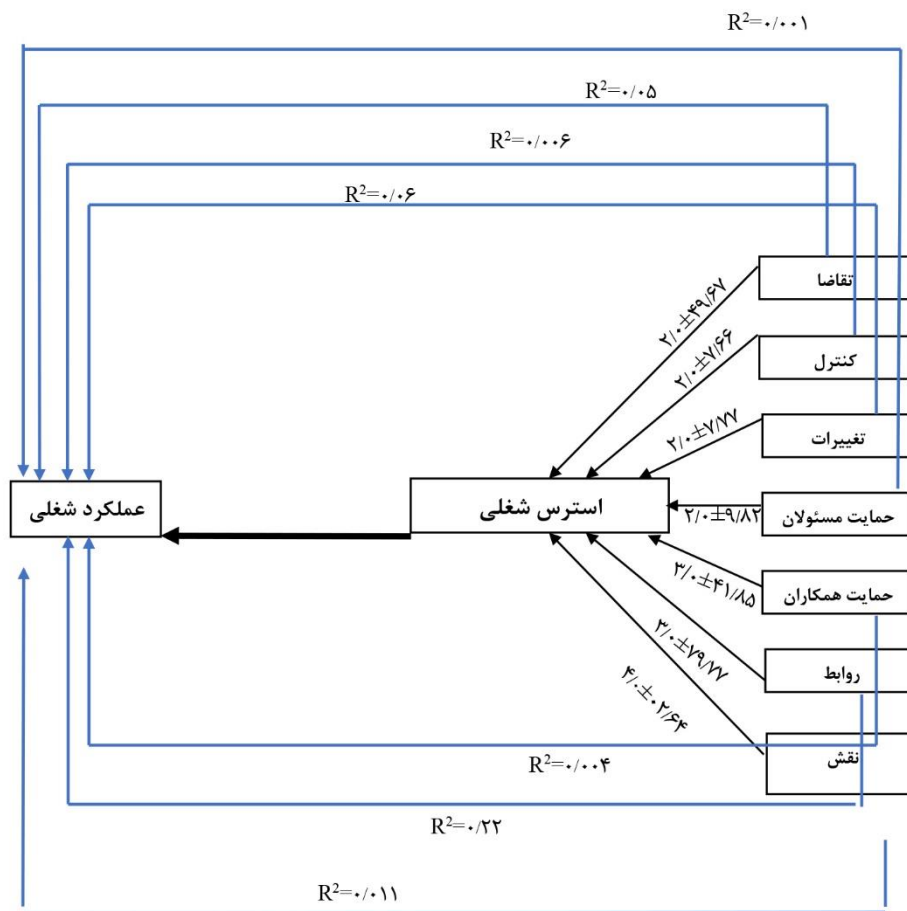 R²=۰/۰۰۱
R²=۰/۰۵
R²=۰/۰۰۶
R²=۰/۰۶
تقاضا
۲/۰±۴۹/۶۷
کنترل
۲/۰±۷/۶۶
تغییرات
۲/۰±۷/۷۷
حمایت مسئولان
۲/۰±۹/۸۲
استرس شغلی
عملکرد شغلی
حمایت همکاران
۳/۰±۴۱/۸۵
روابط
۳/۰±۷۹/۷۷
نقش
۴/۰±۰۲/۶۴
R²=۰/۰۰۴
R²=۰/۲۲
R²=۰/۰۱۱